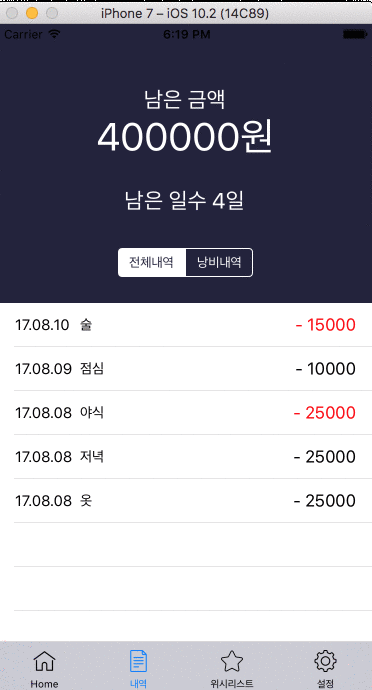 iPhone 7 – iOS 10.2 (14C89)
Carrier 6:19 PM
남은 금액
400000원
남은 일수 4일
전체내역 낭비내역
17.08.10 술 - 15000
17.08.09 점심 - 10000
17.08.08 야식 - 25000
17.08.08 저녁 - 25000
17.08.08 옷 - 25000
Home 내역 위시리스트 설정